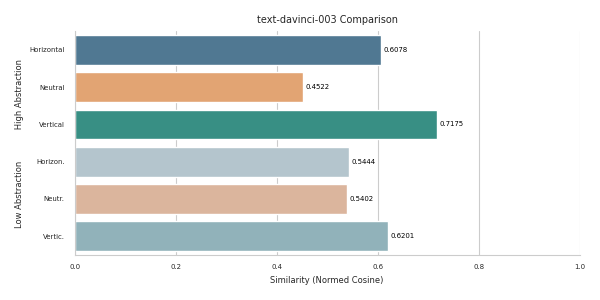 text-davinci-003 Comparison
High Abstraction
Horizontal
0.6078
Neutral
0.4522
Vertical
0.7175
Low Abstraction
Horizon.
0.5444
Neutr.
0.5402
Vertic.
0.6201
0.0 0.2 0.4 0.6 0.8 1.0
Similarity (Normed Cosine)